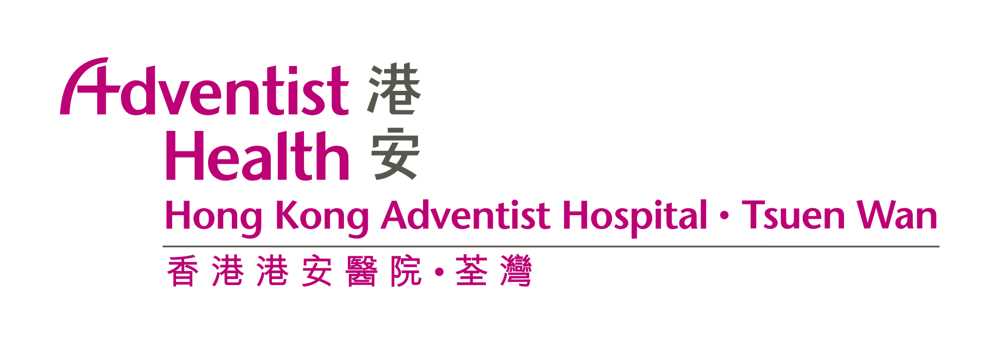 Adventist 港
Health 安
Hong Kong Adventist Hospital • Tsuen Wan
香港港安醫院 • 荃灣